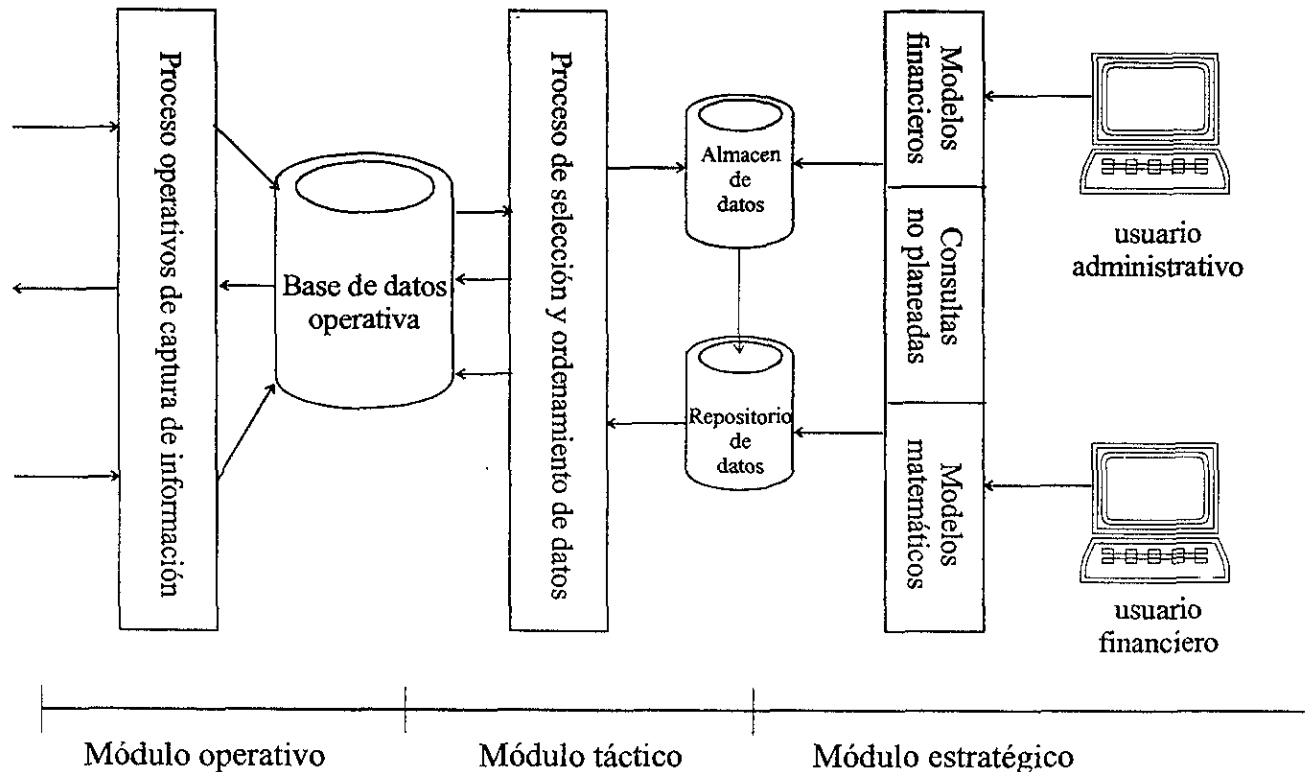 Proceso operativos de captura de información
Base de datos
operativa
Proceso de selección y ordenamiento de datos
Almacen
de
datos
Repositorio
de
datos
Modelos
financieros
Consultas
no planeadas
Modelos
matemáticos
usuario
administrativo
usuario
financiero
Módulo operativo
Módulo táctico
Módulo estratégico